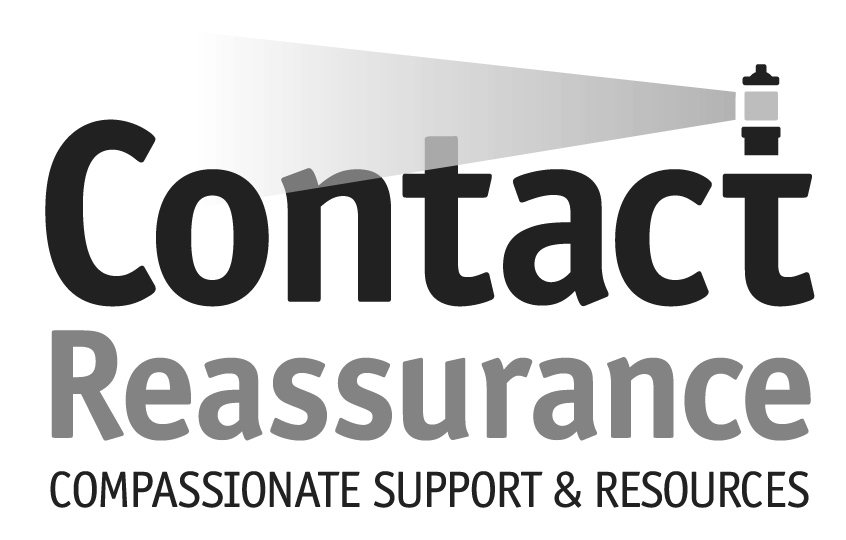 Contact
Reassurance
COMPASSIONATE SUPPORT & RESOURCES